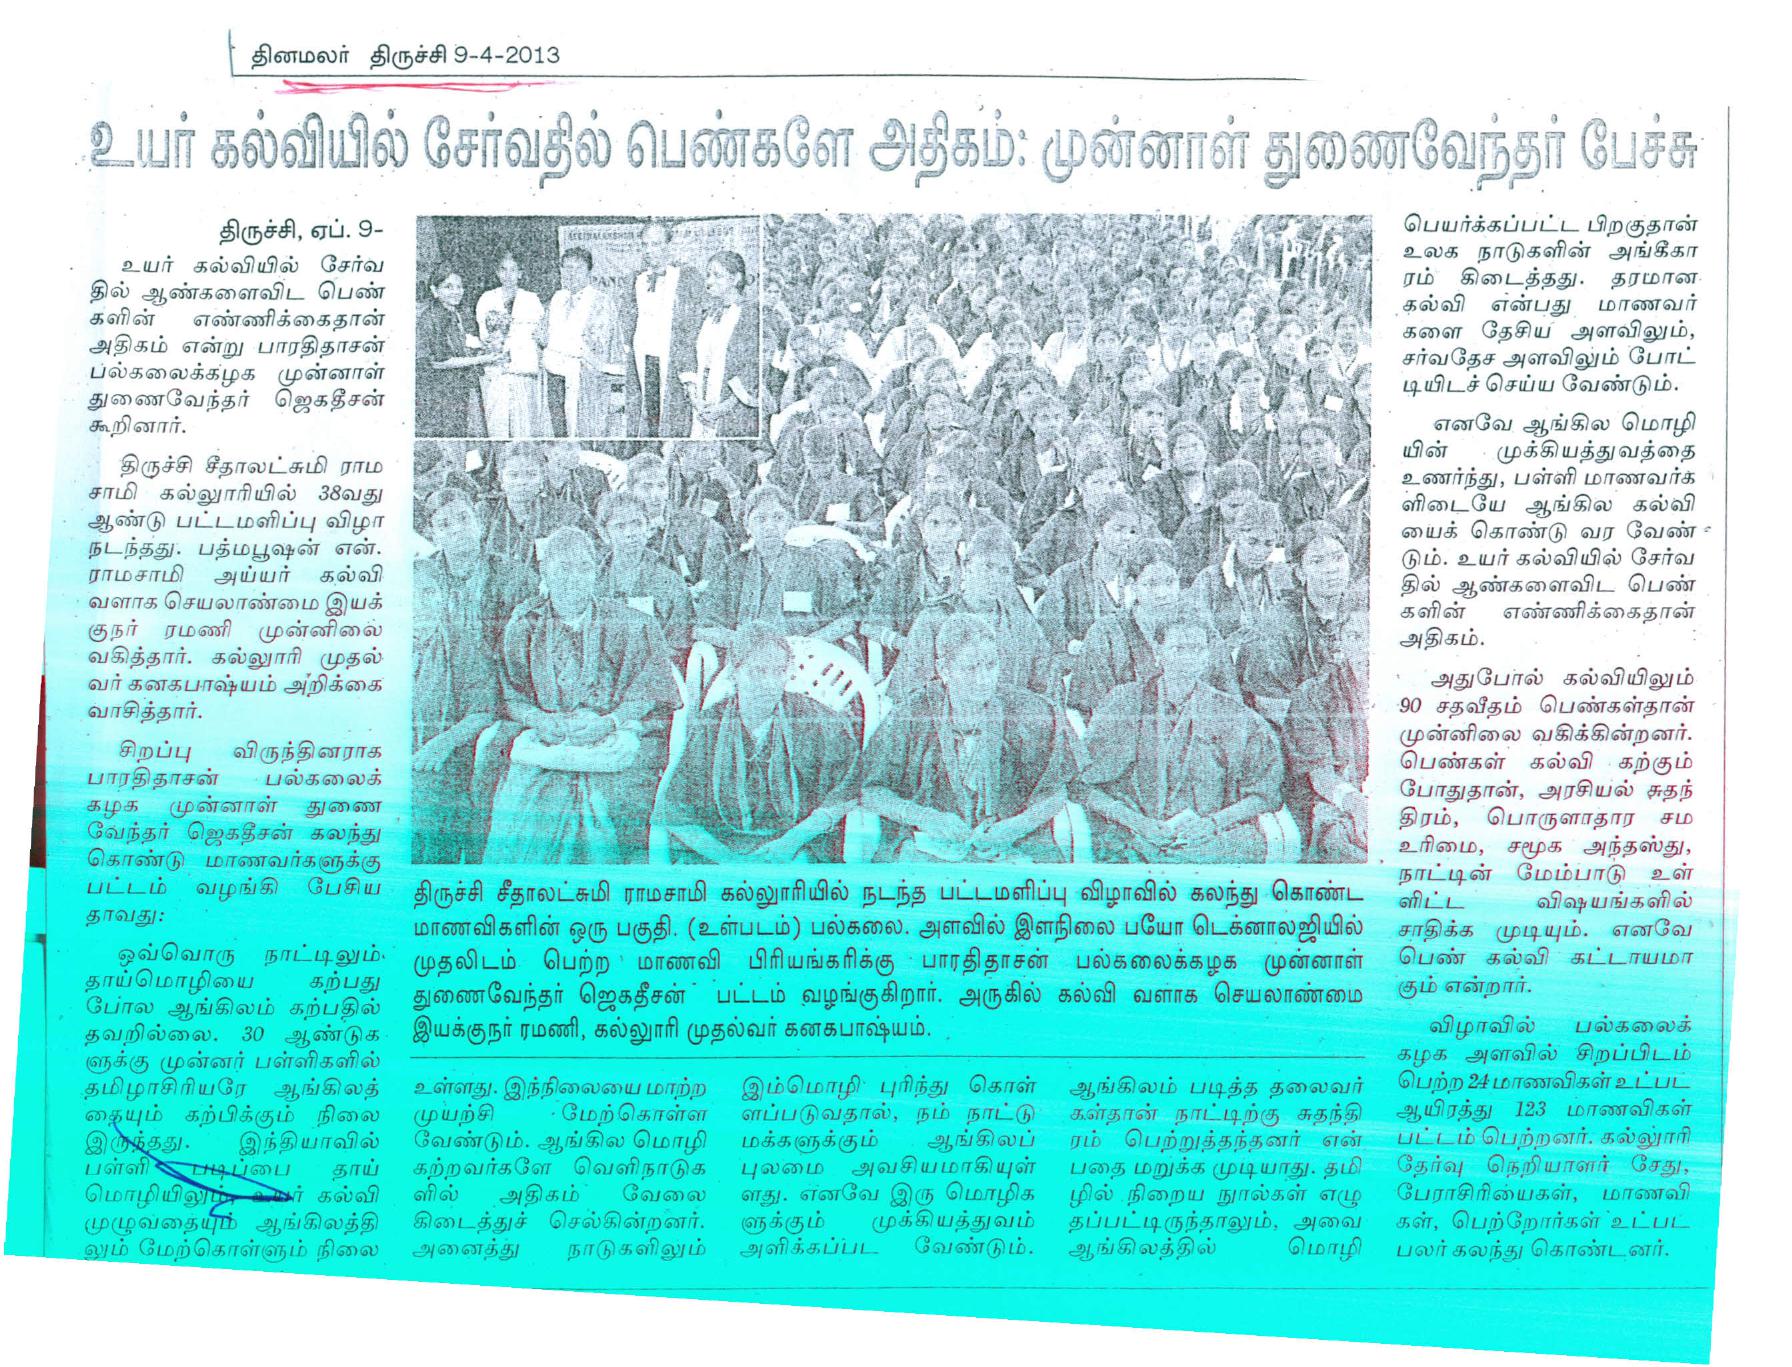 தினமலர் திருச்சி 9-4-2013
உயர் கல்வியில் சேர்வதில் பெண்களே அதிகம்: முன்னாள் துணைவேந்தர் பேச்சு
திருச்சி, ஏப். 9-
உயர் கல்வியில் சேர்வ
தில் ஆண்களைவிட பெண்
களின் எண்ணிக்கைதான்
அதிகம் என்று பாரதிதாசன்
பல்கலைக்கழக முன்னாள்
துணைவேந்தர் ஜெகதீசன்
கூறினார்.
திருச்சி சீதாலட்சுமி ராம
சாமி கல்லூரியில் 38வது
ஆண்டு பட்டமளிப்பு விழா
நடந்தது. பத்மபூஷன் என்.
ராமசாமி அய்யர் கல்வி
வளாக செயலாண்மை இயக்
குநர் ரமணி முன்னிலை
வகித்தார். கல்லூரி முதல்
வர் கனகபாஷ்யம் அறிக்கை
வாசித்தார்.
சிறப்பு விருந்தினராக
பாரதிதாசன் பல்கலைக்
கழக முன்னாள் துணை
வேந்தர் ஜெகதீசன் கலந்து
கொண்டு மாணவர்களுக்கு
பட்டம் வழங்கி பேசிய
தாவது:
ஒவ்வொரு நாட்டிலும்
தாய்மொழியை கற்பது
போல ஆங்கிலம் கற்பதில்
தவறில்லை. 30 ஆண்டுக
ளுக்கு முன்னர் பள்ளிகளில்
தமிழாசிரியரே ஆங்கிலத்
தையும் கற்பிக்கும் நிலை
இருந்தது. இந்தியாவில்
பள்ளி படிப்பை தாய்
மொழியிலும், உயர் கல்வி
முழுவதையும் ஆங்கிலத்தி
லும் மேற்கொள்ளும் நிலை
திருச்சி சீதாலட்சுமி ராமசாமி கல்லூரியில் நடந்த பட்டமளிப்பு விழாவில் கலந்து கொண்ட
மாணவிகளின் ஒரு பகுதி. (உள்படம்) பல்கலை. அளவில் இளநிலை பயோ டெக்னாலஜியில்
முதலிடம் பெற்ற மாணவி பிரியங்கரிக்கு பாரதிதாசன் பல்கலைக்கழக முன்னாள்
துணைவேந்தர் ஜெகதீசன் பட்டம் வழங்குகிறார். அருகில் கல்வி வளாக செயலாண்மை
இயக்குநர் ரமணி, கல்லூரி முதல்வர் கனகபாஷ்யம்.
உள்ளது. இந்நிலையை மாற்ற
முயற்சி மேற்கொள்ள
வேண்டும். ஆங்கில மொழி
கற்றவர்களே வெளிநாடுக
ளில் அதிகம் வேலை
கிடைத்துச் செல்கின்றனர்.
அனைத்து நாடுகளிலும்
இம்மொழி புரிந்து கொள்
ளப்படுவதால், நம் நாட்டு
மக்களுக்கும் ஆங்கிலப்
புலமை அவசியமாகியுள்
ளது. எனவே இரு மொழிக
ளுக்கும் முக்கியத்துவம்
அளிக்கப்பட வேண்டும்.
ஆங்கிலம் படித்த தலைவர்
கள்தான் நாட்டிற்கு சுதந்தி
ரம் பெற்றுத்தந்தனர் என்
பதை மறுக்க முடியாது. தமி
ழில் நிறைய நூல்கள் எழு
தப்பட்டிருந்தாலும், அவை
ஆங்கிலத்தில் மொழி
பெயர்க்கப்பட்ட பிறகுதான்
உலக நாடுகளின் அங்கீகா
ரம் கிடைத்தது. தரமான
கல்வி என்பது மாணவர்
களை தேசிய அளவிலும்,
சர்வதேச அளவிலும் போட்
டியிடச் செய்ய வேண்டும்.
எனவே ஆங்கில மொழி
யின் முக்கியத்துவத்தை
உணர்ந்து, பள்ளி மாணவர்க
ளிடையே ஆங்கில கல்வி
யைக் கொண்டு வர வேண்
டும். உயர் கல்வியில் சேர்வ
தில் ஆண்களைவிட பெண்
களின் எண்ணிக்கைதான்
அதிகம்.
அதுபோல் கல்வியிலும்
90 சதவீதம் பெண்கள்தான்
முன்னிலை வகிக்கின்றனர்.
பெண்கள் கல்வி கற்கும்
போதுதான், அரசியல் சுதந்
திரம், பொருளாதார சம
உரிமை, சமூக அந்தஸ்து,
நாட்டின் மேம்பாடு உள்
ளிட்ட விஷயங்களில்
சாதிக்க முடியும். எனவே
பெண் கல்வி கட்டாயமா
கும் என்றார்.
விழாவில் பல்கலைக்
கழக அளவில் சிறப்பிடம்
பெற்ற 24 மாணவிகள் உட்பட
ஆயிரத்து 123 மாணவிகள்
பட்டம் பெற்றனர். கல்லூரி
தேர்வு நெறியாளர் சேது,
பேராசிரியைகள், மாணவி
கள், பெற்றோர்கள் உட்பட
பலர் கலந்து கொண்டனர்.